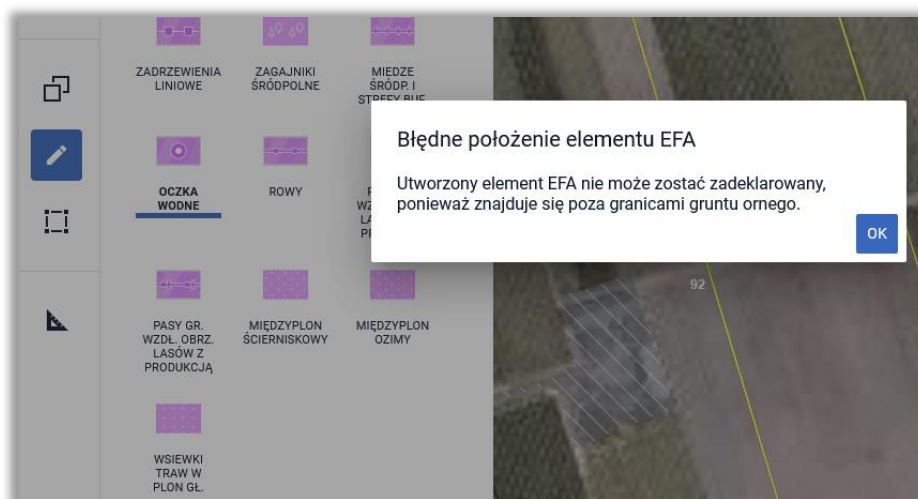 ZADRZEWIENIA
LINIOWE
ZAGAJNIKI
ŚRÓDPOLNE
MIEDZE
ŚRÓDP. I
STREFY BUF.
Błędne położenie elementu EFA
Utworzony element EFA nie może zostać zadeklarowany,
ponieważ znajduje się poza granicami gruntu ornego.
OK
OCZKA
WODNE
ROWY
92
PASY GR.
WZDŁ. OBRZ.
LASÓW Z
PRODUKCJĄ
MIĘDZYPLON
ŚCIERNISKOWY
MIĘDZYPLON
OZIMY
WSIEWKI
TRAW W
PLON GŁ.